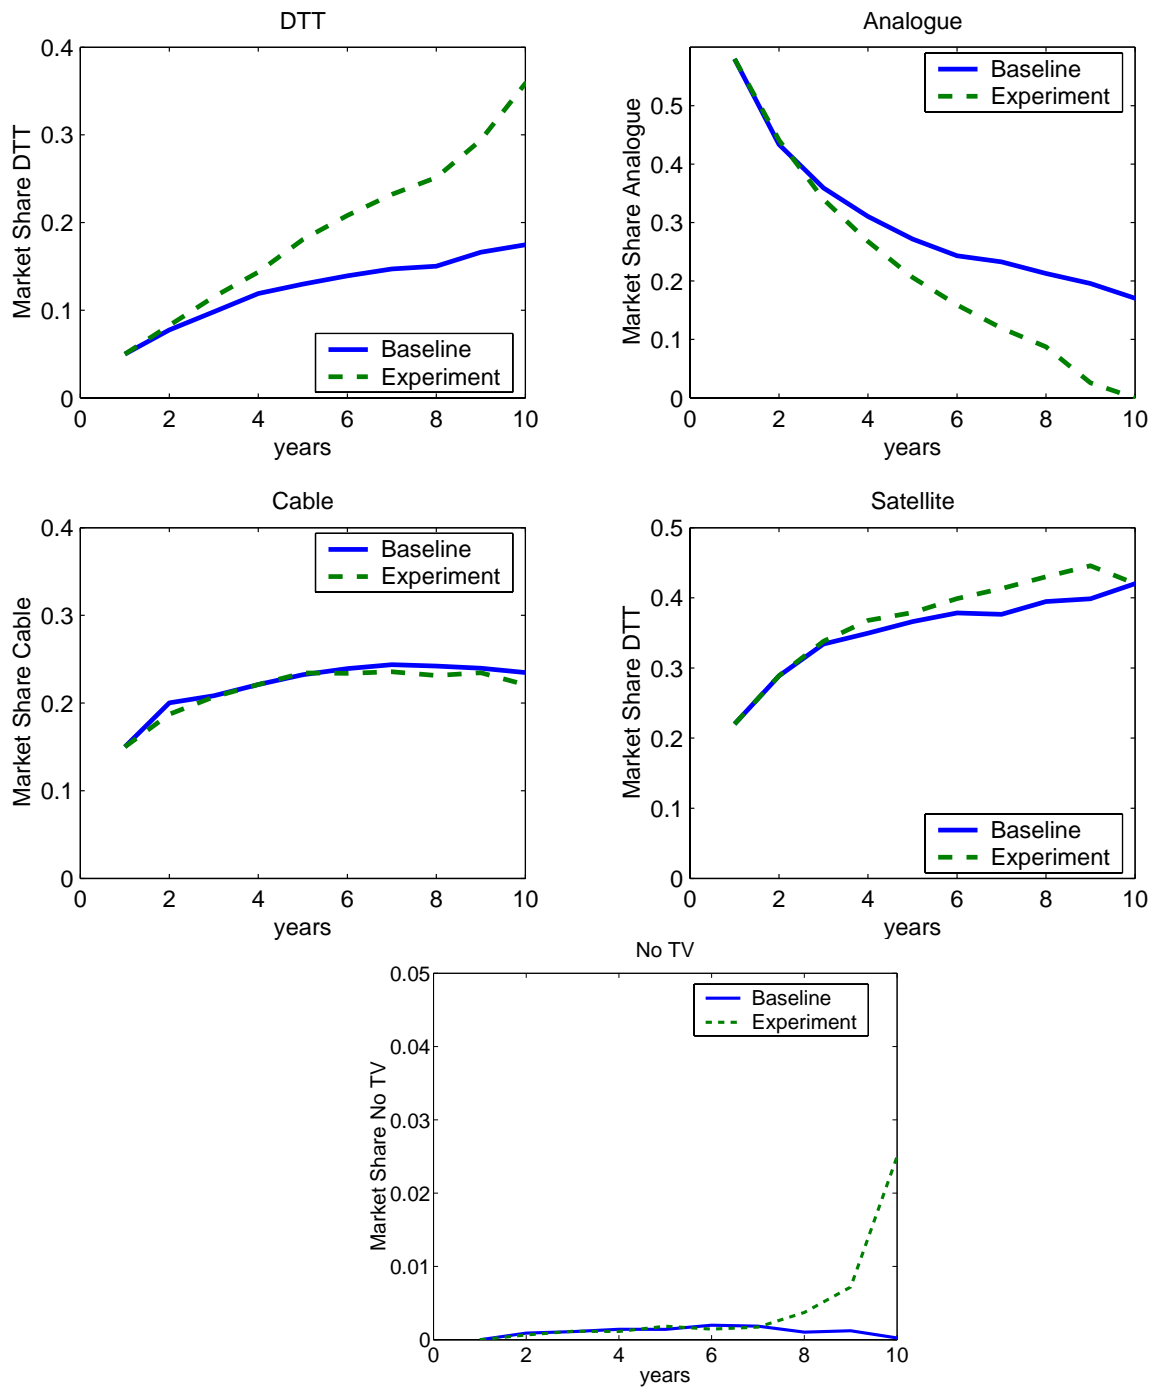 DTT
Market Share DTT
0.4
0.3
0.2
0.1
0
0 2 4 6 8 10
years
Baseline
Experiment
Analogue
Market Share Analogue
0.5
0.4
0.3
0.2
0.1
0
0 2 4 6 8 10
years
Baseline
Experiment
Cable
Market Share Cable
0.4
0.3
0.2
0.1
0
0 2 4 6 8 10
years
Baseline
Experiment
Satellite
Market Share DTT
0.5
0.4
0.3
0.2
0.1
0
0 2 4 6 8 10
years
Baseline
Experiment
No TV
Market Share No TV
0.05
0.04
0.03
0.02
0.01
0
0 2 4 6 8 10
years
Baseline
Experiment